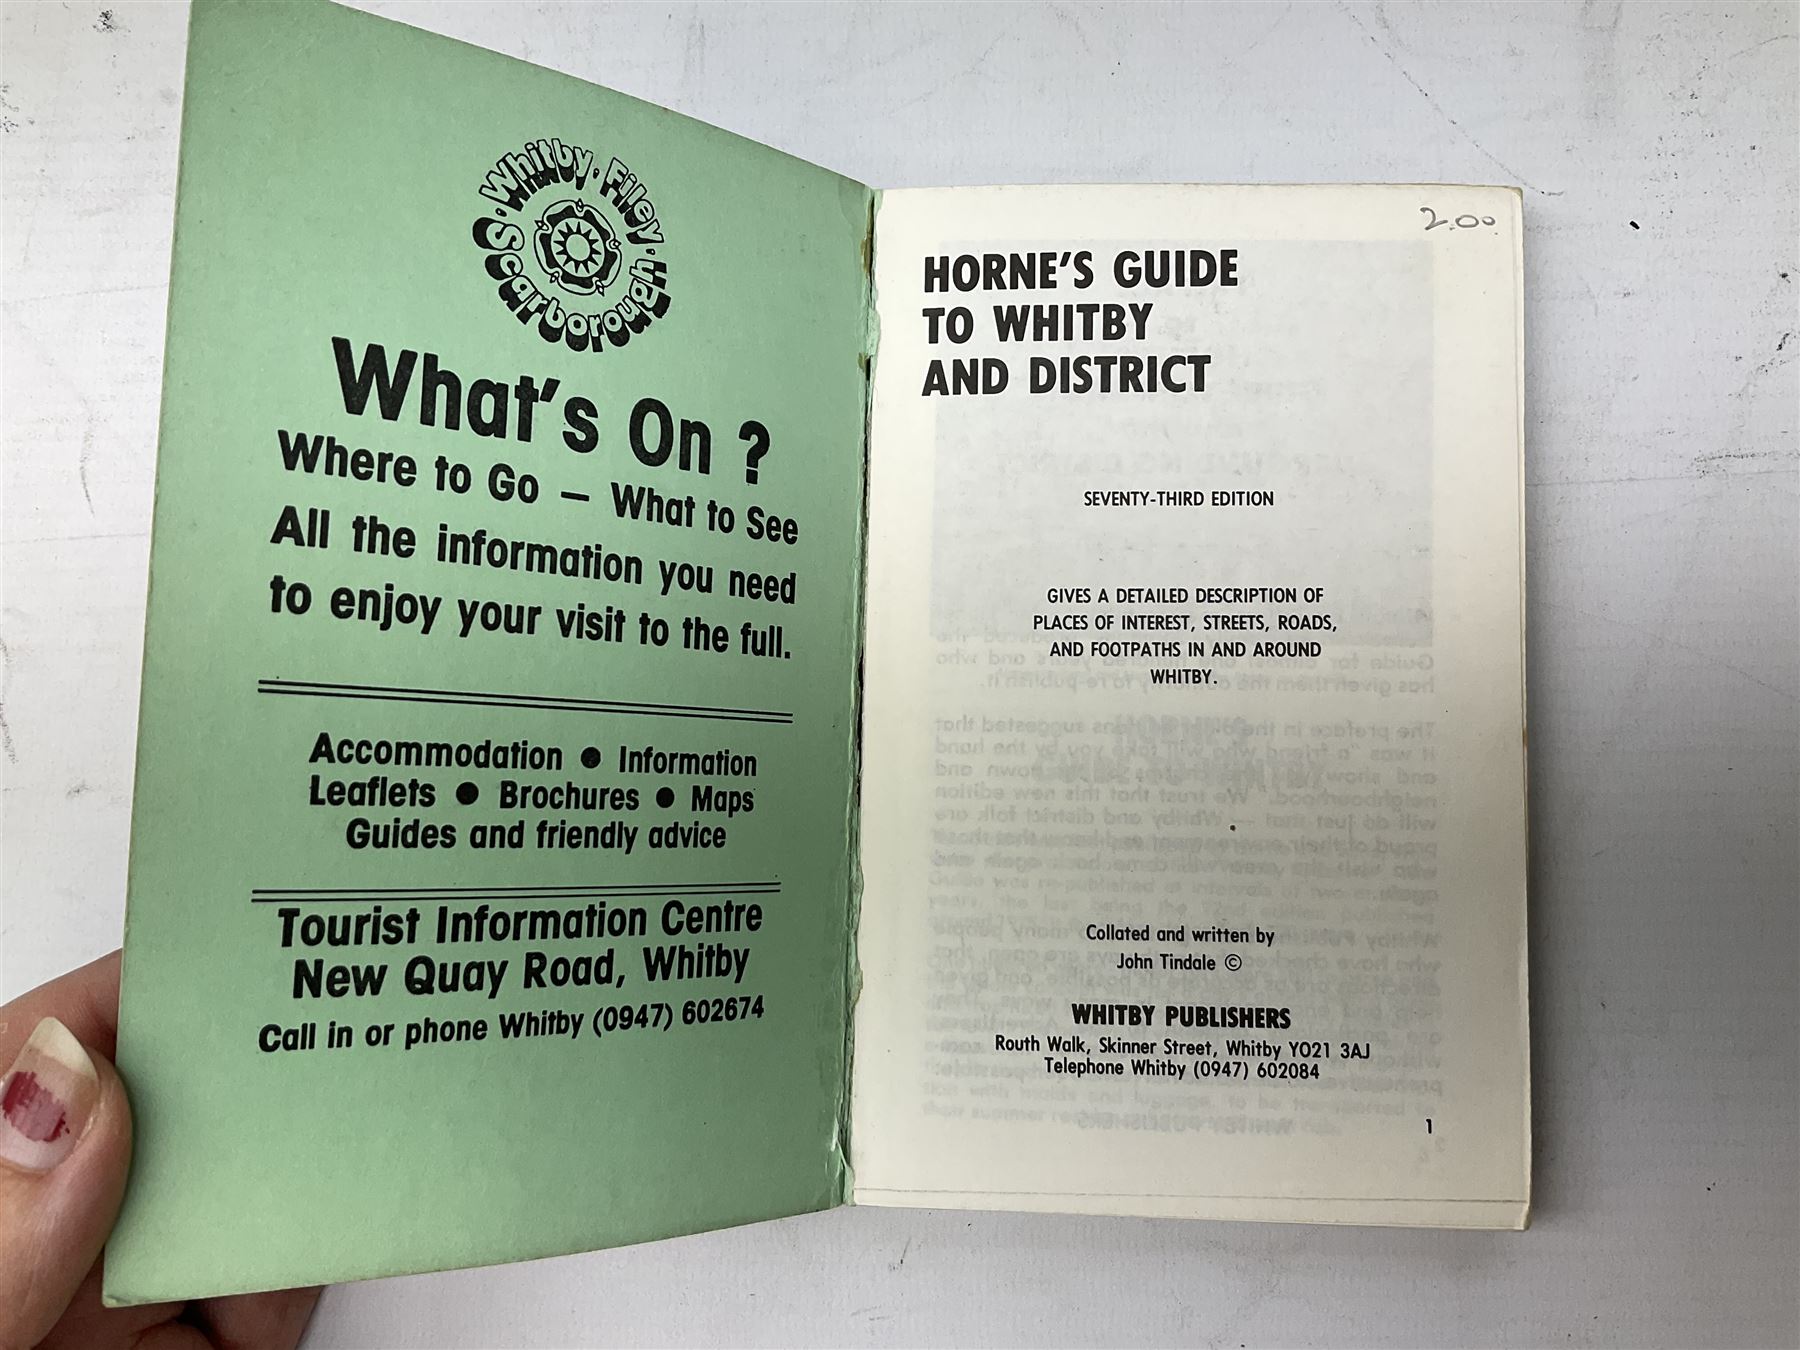 Whitby · Filey · Scarborough ·
What's On ?
Where to Go — What to See
All the information you need
to enjoy your visit to the full.
Accommodation ● Information
Leaflets ● Brochures ● Maps
Guides and friendly advice
Tourist Information Centre
New Quay Road, Whitby
Call in or phone Whitby (0947) 602674
2.00
HORNE'S GUIDE
TO WHITBY
AND DISTRICT
SEVENTY-THIRD EDITION
GIVES A DETAILED DESCRIPTION OF
PLACES OF INTEREST, STREETS, ROADS,
AND FOOTPATHS IN AND AROUND
WHITBY.
Collated and written by
John Tindale ©
WHITBY PUBLISHERS
Routh Walk, Skinner Street, Whitby YO21 3AJ
Telephone Whitby (0947) 602084
1